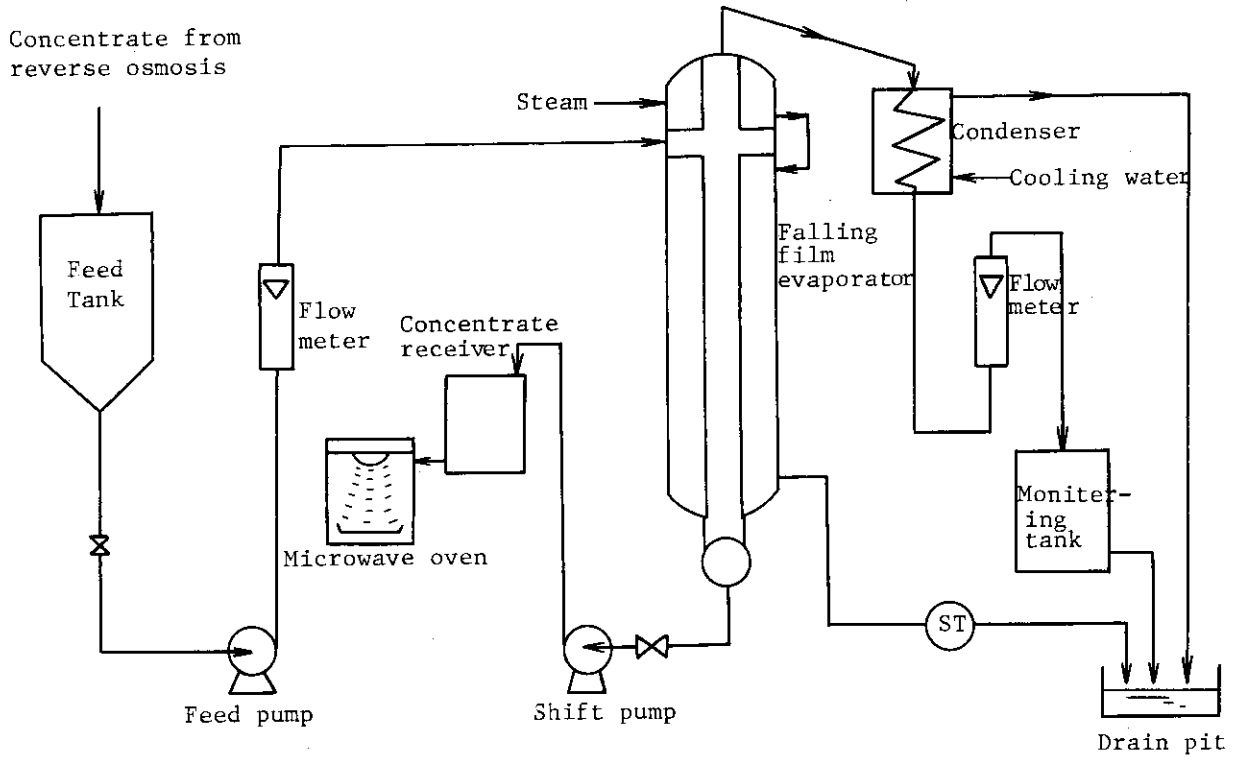 Concentrate from
reverse osmosis
Steam
Condenser
Cooling water
Feed
Tank
Flow
meter
Falling
film
evaporator
Flow
meter
Concentrate
receiver
Moniter-
ing
tank
Microwave oven
ST
Feed pump
Shift pump
Drain pit